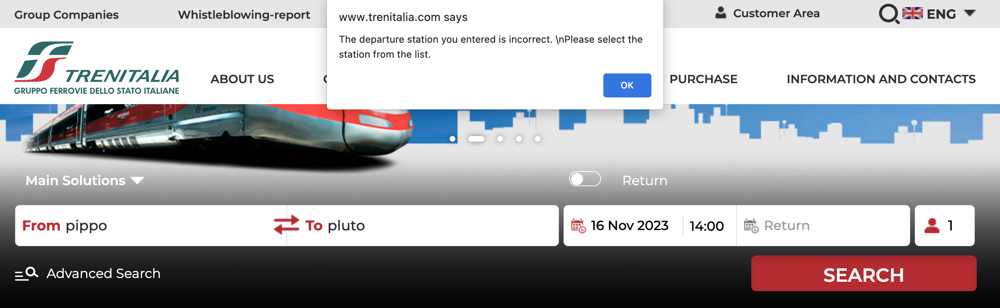 Group Companies
Whistleblowing-report
Customer Area
ENG
www.trenitalia.com says
The departure station you entered is incorrect. \nPlease select the
station from the list.
OK
TRENITALIA
GRUPPO FERROVIE DELLO STATO ITALIANE
ABOUT US
PURCHASE
INFORMATION AND CONTACTS
Main Solutions
Return
From pippo
To pluto
16 Nov 2023
14:00
Return
1
Advanced Search
SEARCH